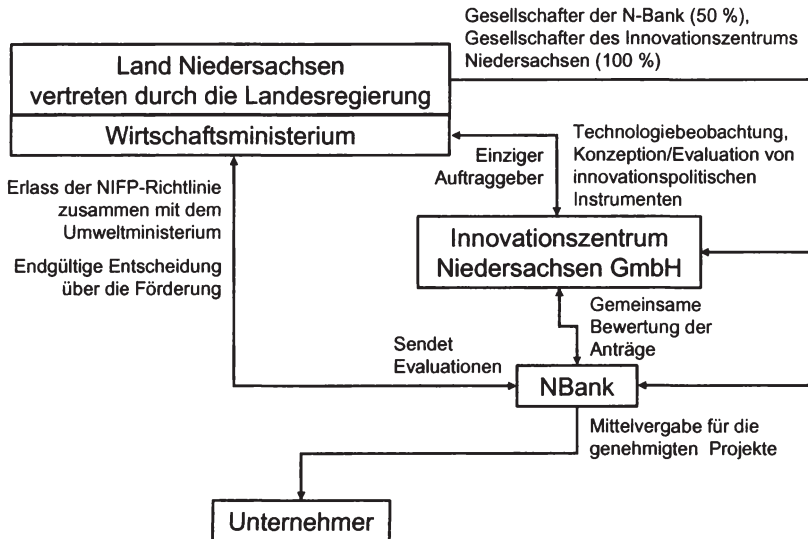 Gesellschafter der N-Bank (50 %),
Gesellschafter des Innovationszentrums
Niedersachsen (100 %)
Land Niedersachsen
vertreten durch die Landesregierung
Wirtschaftsministerium
Einziger
Auftraggeber
Technologiebeobachtung,
Konzeption/Evaluation von
innovationspolitischen
Instrumenten
Erlass der NIFP-Richtlinie
zusammen mit dem
Umweltministerium
Endgültige Entscheidung
über die Förderung
Innovationszentrum
Niedersachsen GmbH
Gemeinsame
Bewertung der
Anträge
Sendet
Evaluationen
NBank
Mittelvergabe für die
genehmigten Projekte
Unternehmer